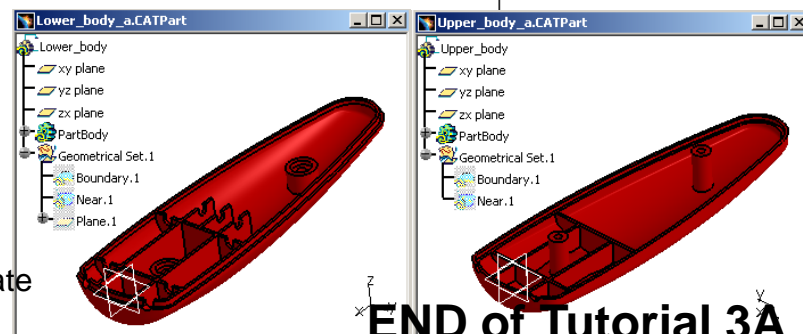 Lower_body_a.CATPart
Lower_body
xy plane
yz plane
zx plane
PartBody
Geometrical Set.1
Boundary.1
Near.1
Plane.1
z
x
Upper_body_a.CATPart
Upper_body
xy plane
yz plane
zx plane
PartBody
Geometrical Set.1
Boundary.1
Near.1
y
ate
END of Tutorial 3A